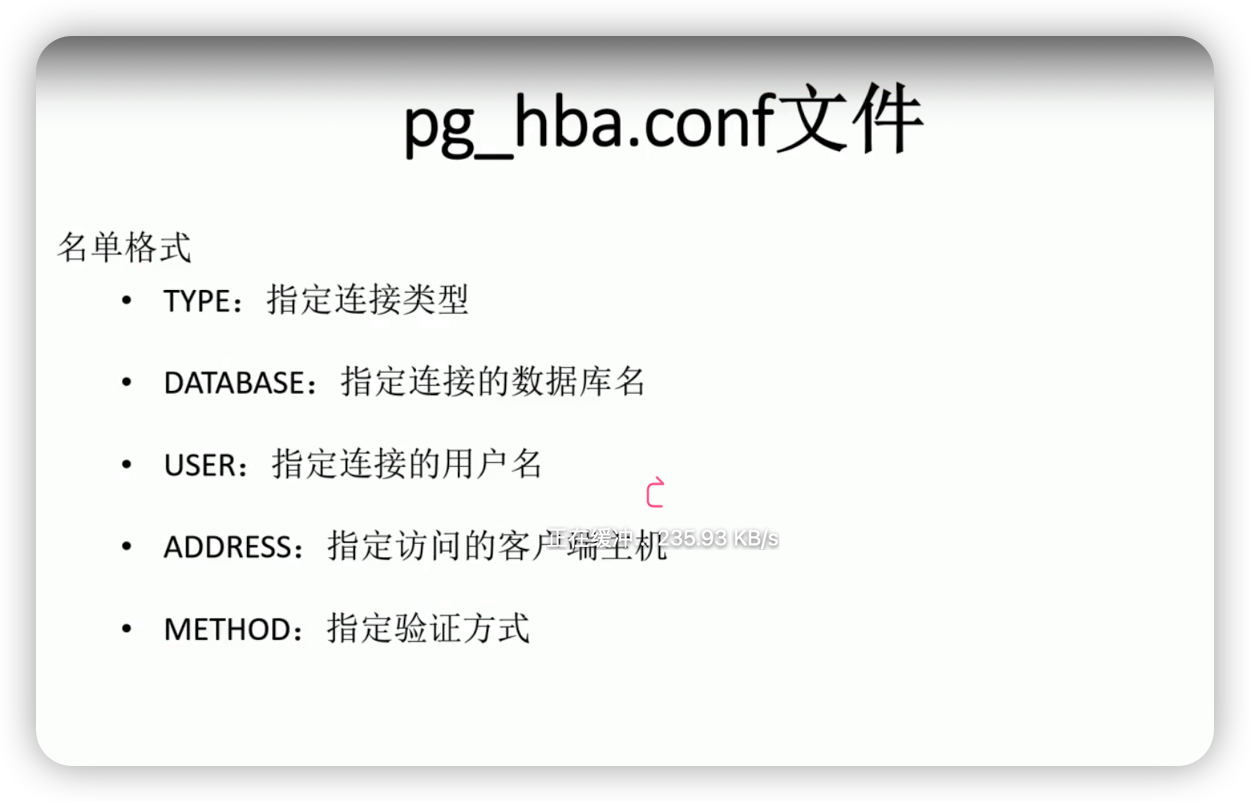 pg_hba.conf文件
名单格式
• TYPE：指定连接类型
• DATABASE：指定连接的数据库名
• USER：指定连接的用户名
• ADDRESS：指定访问的客户端主机
正在缓冲... 235.93 KB/s
• METHOD：指定验证方式